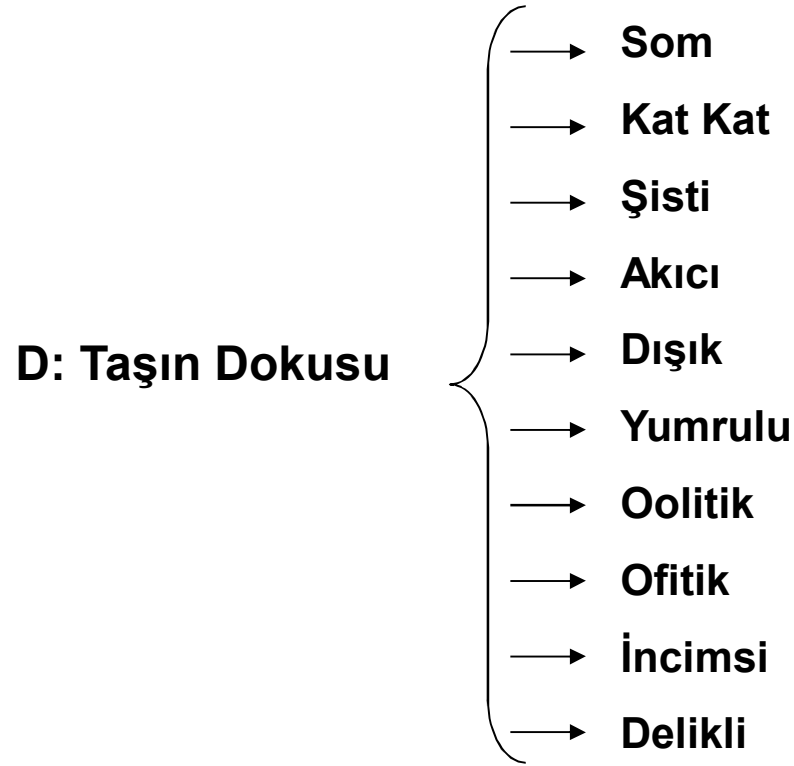 Som
Kat Kat
Şisti
Akıcı
D: Taşın Dokusu
Dışık
Yumrulu
Oolitik
Ofitik
İncimsi
Delikli